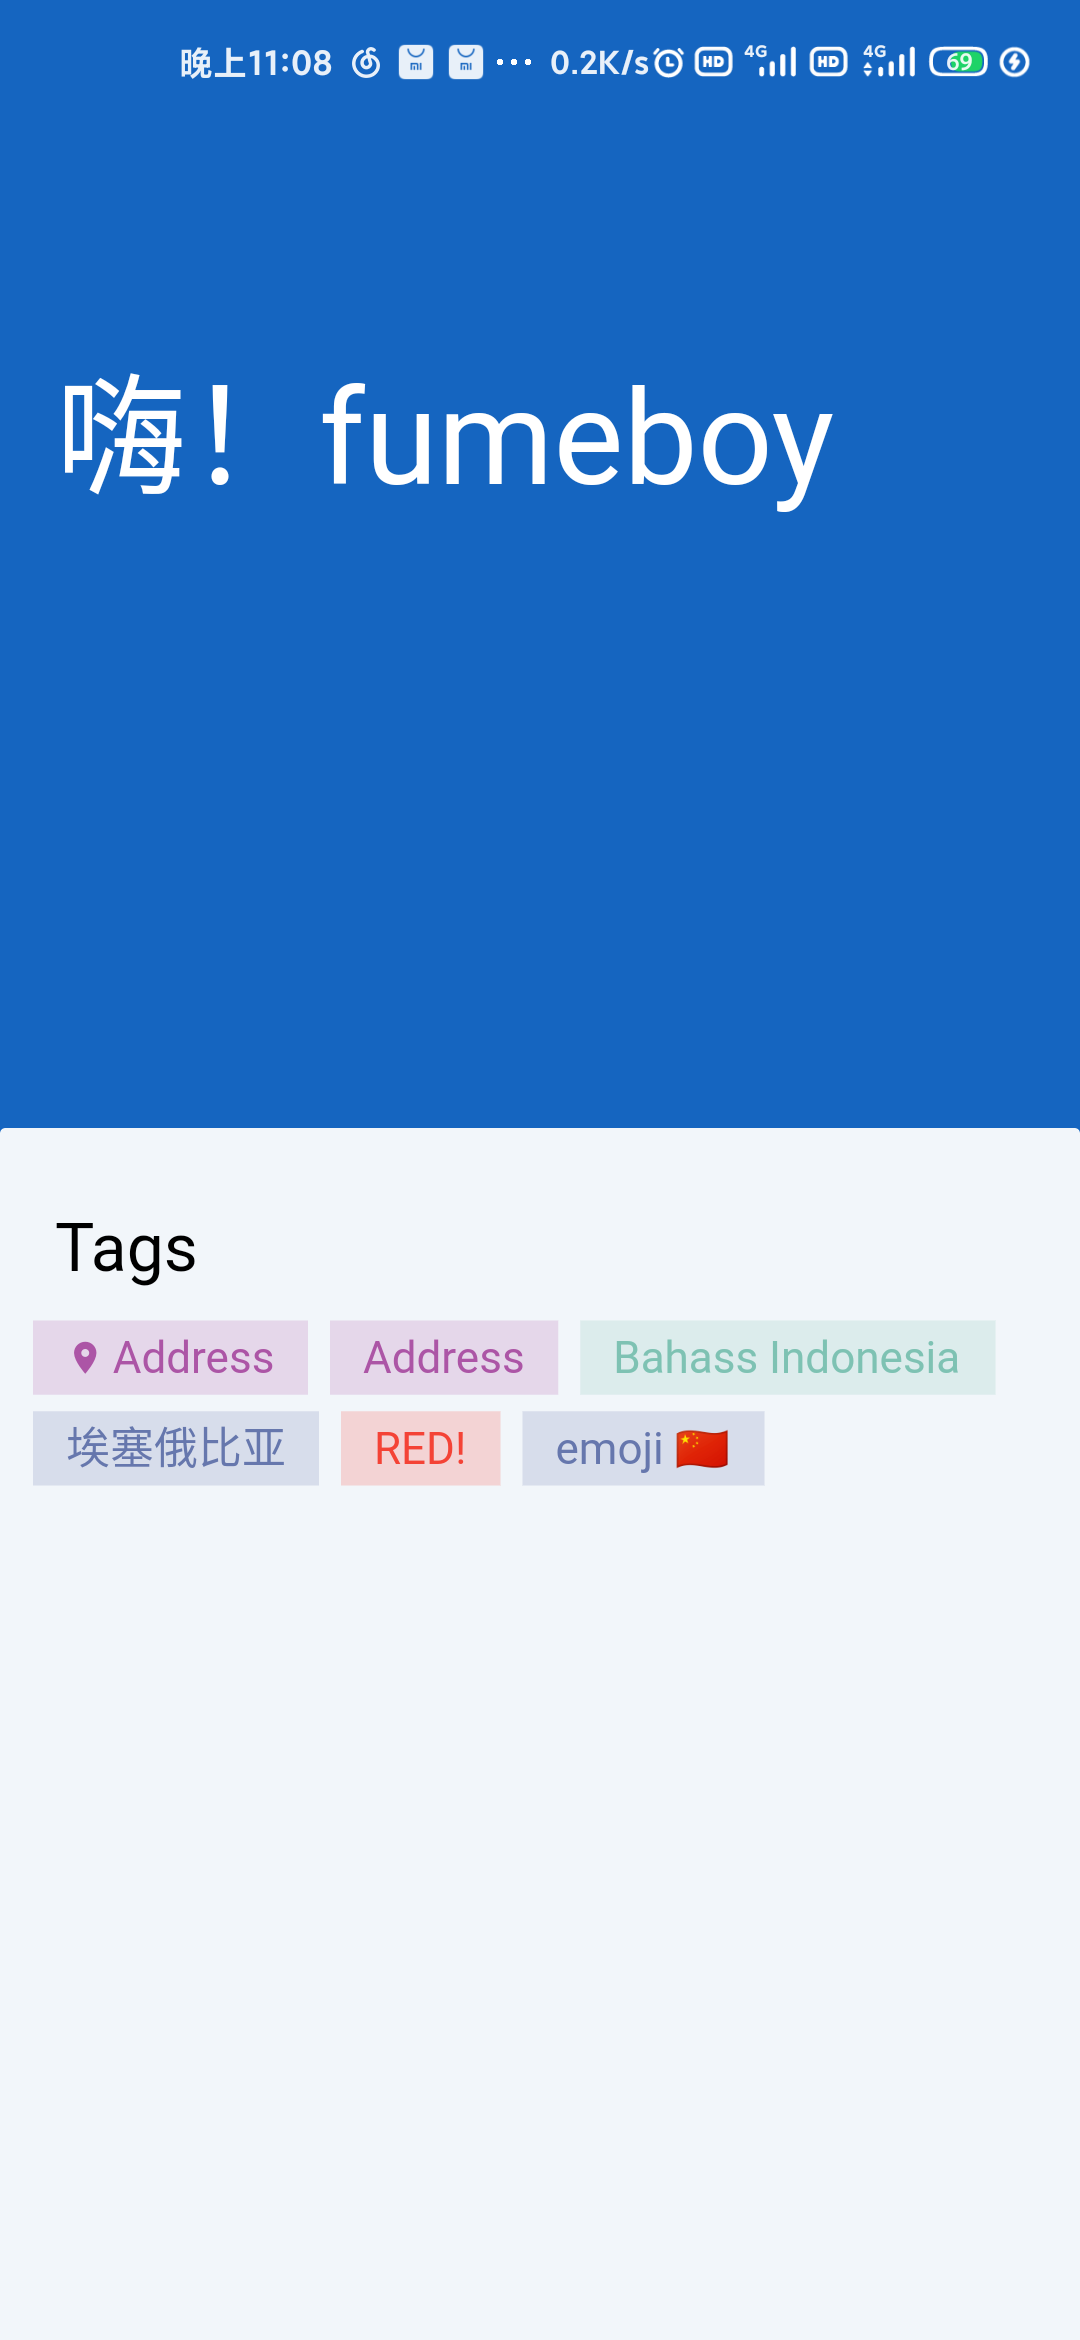 晚上11:08 ... 0.2K/s HD 4G HD 4G 69
嗨！fumeboy
Tags
Address Address Bahass Indonesia
埃塞俄比亚 RED! emoji 🇨🇳